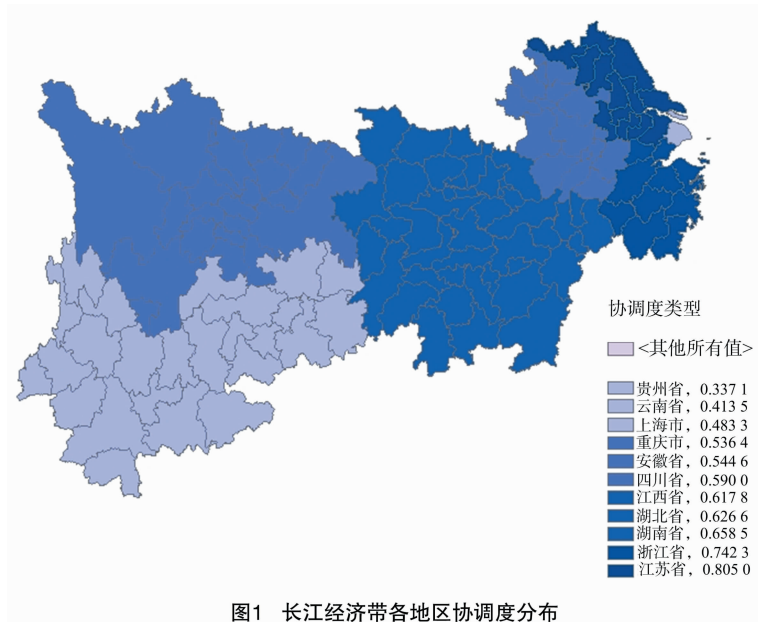 协调度类型
<其他所有值>
贵州省，0.337 1
云南省，0.413 5
上海市，0.483 3
重庆市，0.536 4
安徽省，0.544 6
四川省，0.590 0
江西省，0.617 8
湖北省，0.626 6
湖南省，0.658 5
浙江省，0.742 3
江苏省，0.805 0
图1 长江经济带各地区协调度分布